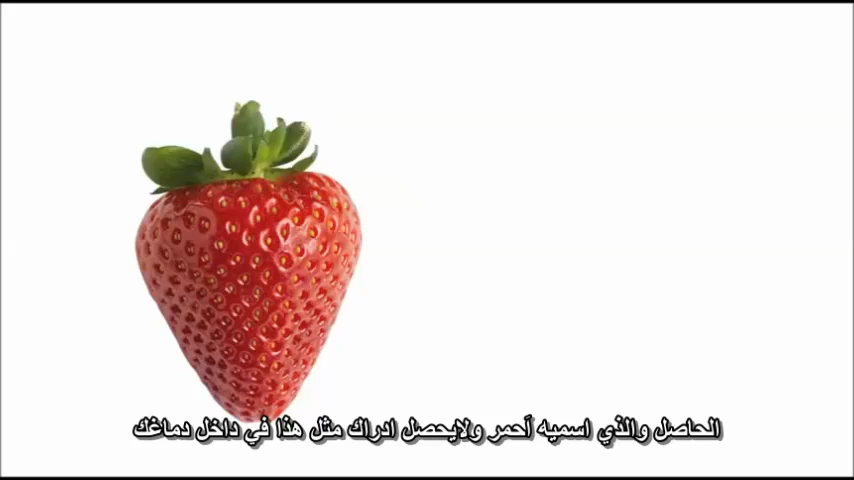 الحاصل والذي اسميه أحمر ولايحصل ادراك مثل هذا في داخل دماغك